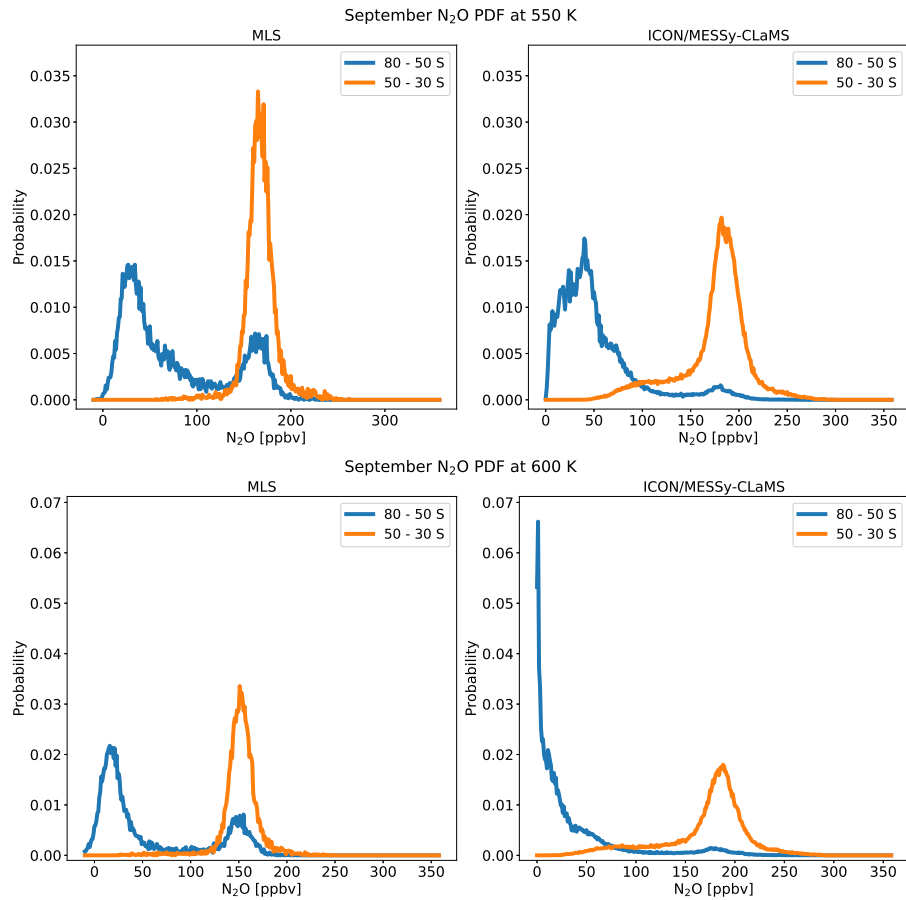 September N₂O PDF at 550 K
MLS
ICON/MESSy-CLaMS
80 - 50 S
50 - 30 S
80 - 50 S
50 - 30 S
Probability
0.035
0.030
0.025
0.020
0.015
0.010
0.005
0.000
0 100 200 300
N₂O [ppbv]
Probability
0.035
0.030
0.025
0.020
0.015
0.010
0.005
0.000
0 50 100 150 200 250 300 350
N₂O [ppbv]
September N₂O PDF at 600 K
MLS
ICON/MESSy-CLaMS
80 - 50 S
50 - 30 S
80 - 50 S
50 - 30 S
Probability
0.07
0.06
0.05
0.04
0.03
0.02
0.01
0.00
0 50 100 150 200 250 300 350
N₂O [ppbv]
Probability
0.07
0.06
0.05
0.04
0.03
0.02
0.01
0.00
0 50 100 150 200 250 300 350
N₂O [ppbv]